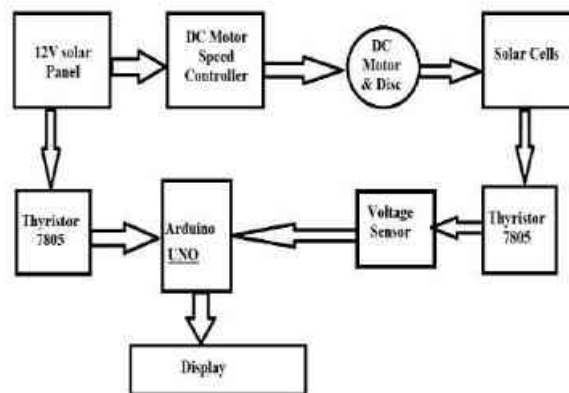 12V solar
Panel
DC Motor
Speed
Controller
DC
Motor
& Disc
Solar Cells
Thyristor
7805
Arduino
UNO
Voltage
Sensor
Thyristor
7805
Display